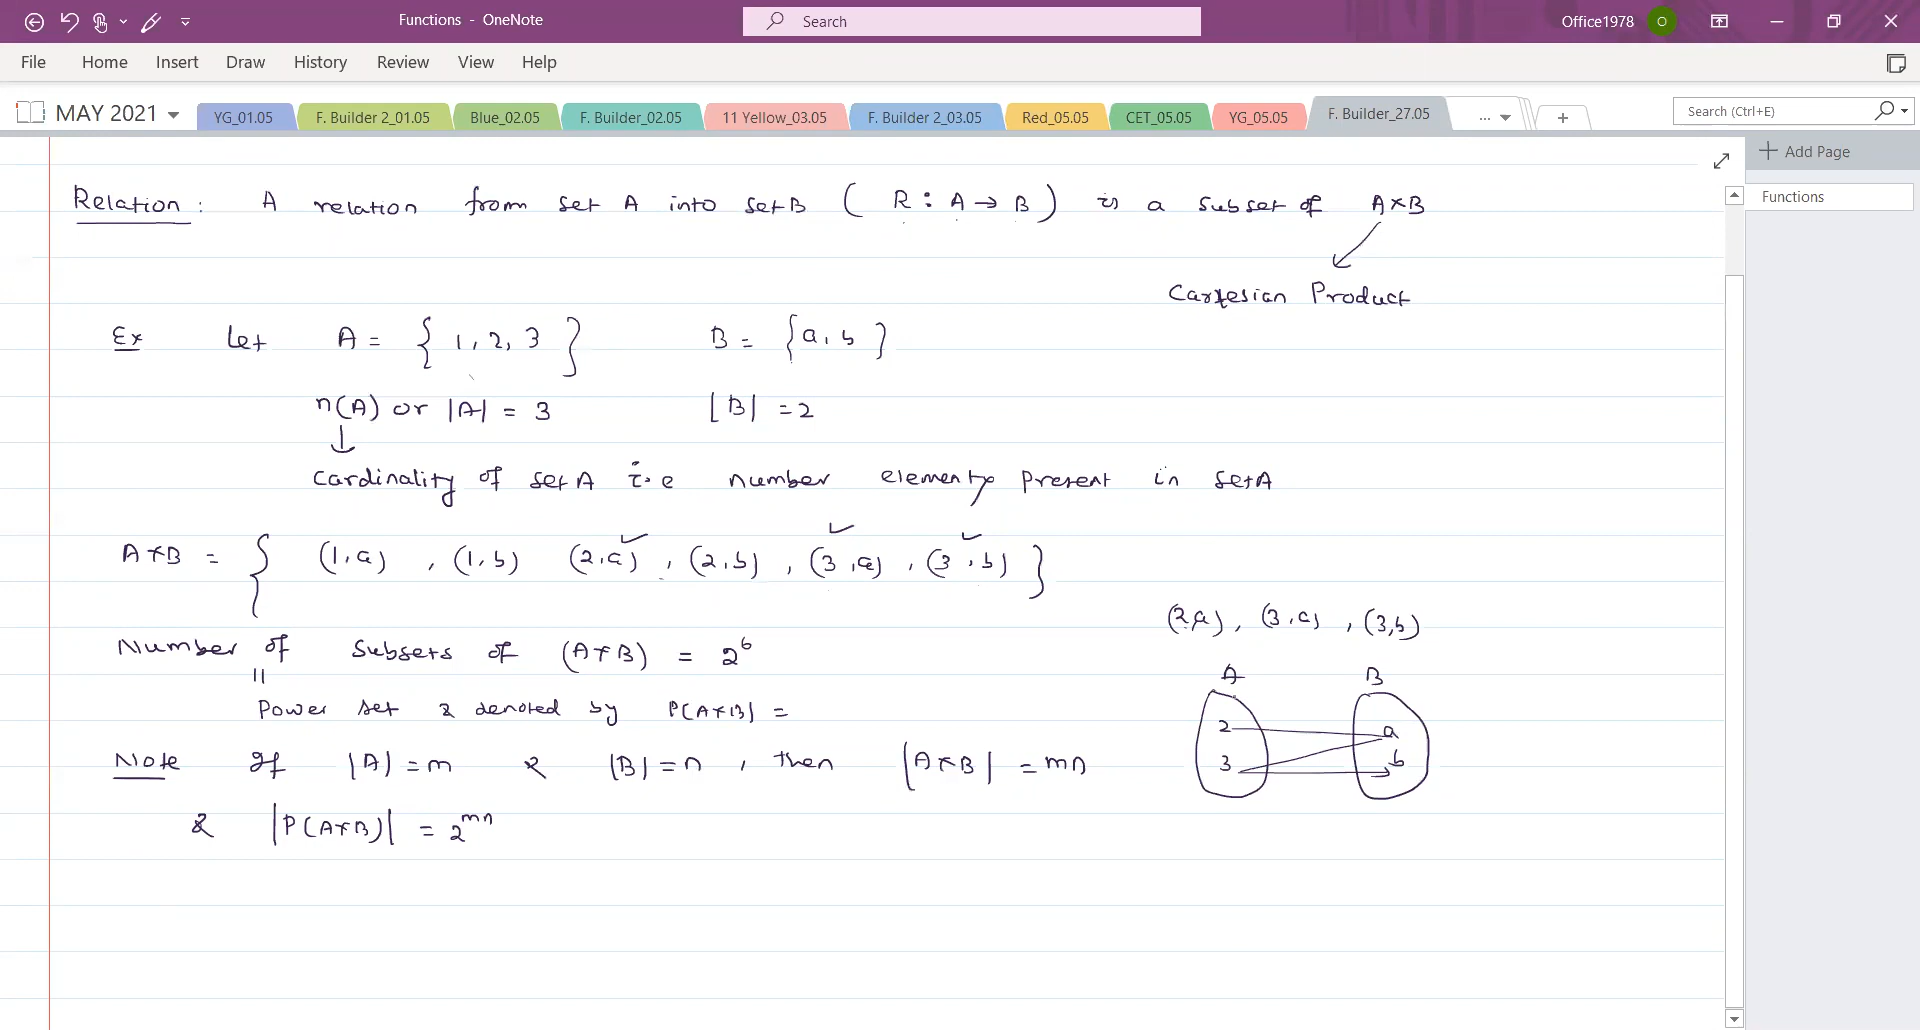 Functions - OneNote
Search
Office1978
O
File Home Insert Draw History Review View Help
MAY 2021
YG_01.05 F. Builder 2_01.05 Blue_02.05 F. Builder_02.05 11 Yellow_03.05 F. Builder 2_03.05 Red_05.05 CET_05.05 YG_05.05 F. Builder_27.05 ... +
Search (Ctrl+E)
+ Add Page
Functions
Relation : A relation from set A into set B ( R : A → B ) is a subset of A×B
Cartesian Product
Ex Let A = { 1, 2, 3 } B = { a, b }
n(A) or |A| = 3 |B| = 2
Cardinality of set A i.e number elements present in set A
A×B = { (1, a) , (1, b) (2, a) , (2, b) , (3, a) , (3, b) }
(2,a) , (3, a) , (3, b)
Number of Subsets of (A×B) = 2^6
Power set & denoted by P(A×B) =
Note If |A| = m & |B| = n , then |A×B| = mn
& |P(A×B)| = 2^mn
A B
2 a
3 b